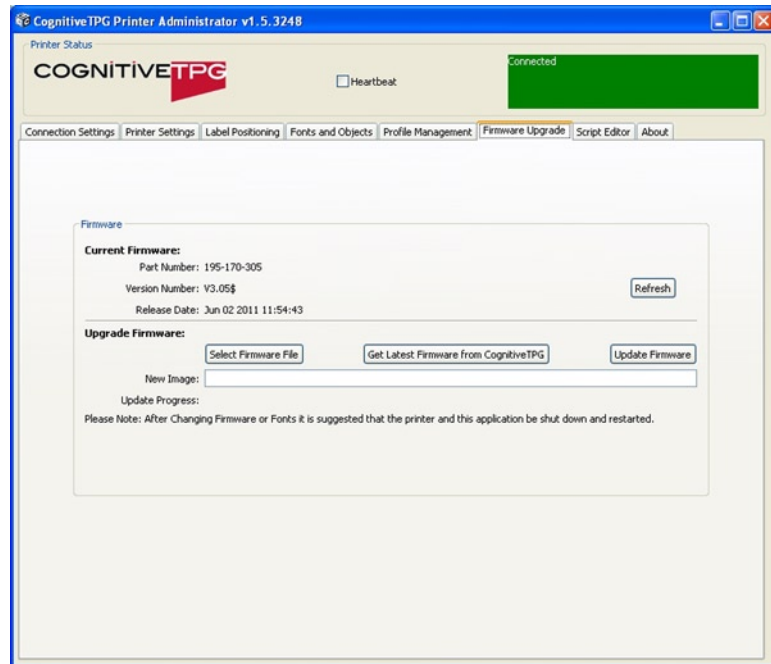 CognitiveTPG Printer Administrator v1.5.3248
Printer Status
COGNITIVETPG
Heartbeat
Connected
Connection Settings Printer Settings Label Positioning Fonts and Objects Profile Management Firmware Upgrade Script Editor About
Firmware
Current Firmware:
Part Number: 195-170-305
Version Number: V3.05$
Refresh
Release Date: Jun 02 2011 11:54:43
Upgrade Firmware:
Select Firmware File Get Latest Firmware from CognitiveTPG Update Firmware
New Image:
Update Progress:
Please Note: After Changing Firmware or Fonts it is suggested that the printer and this application be shut down and restarted.